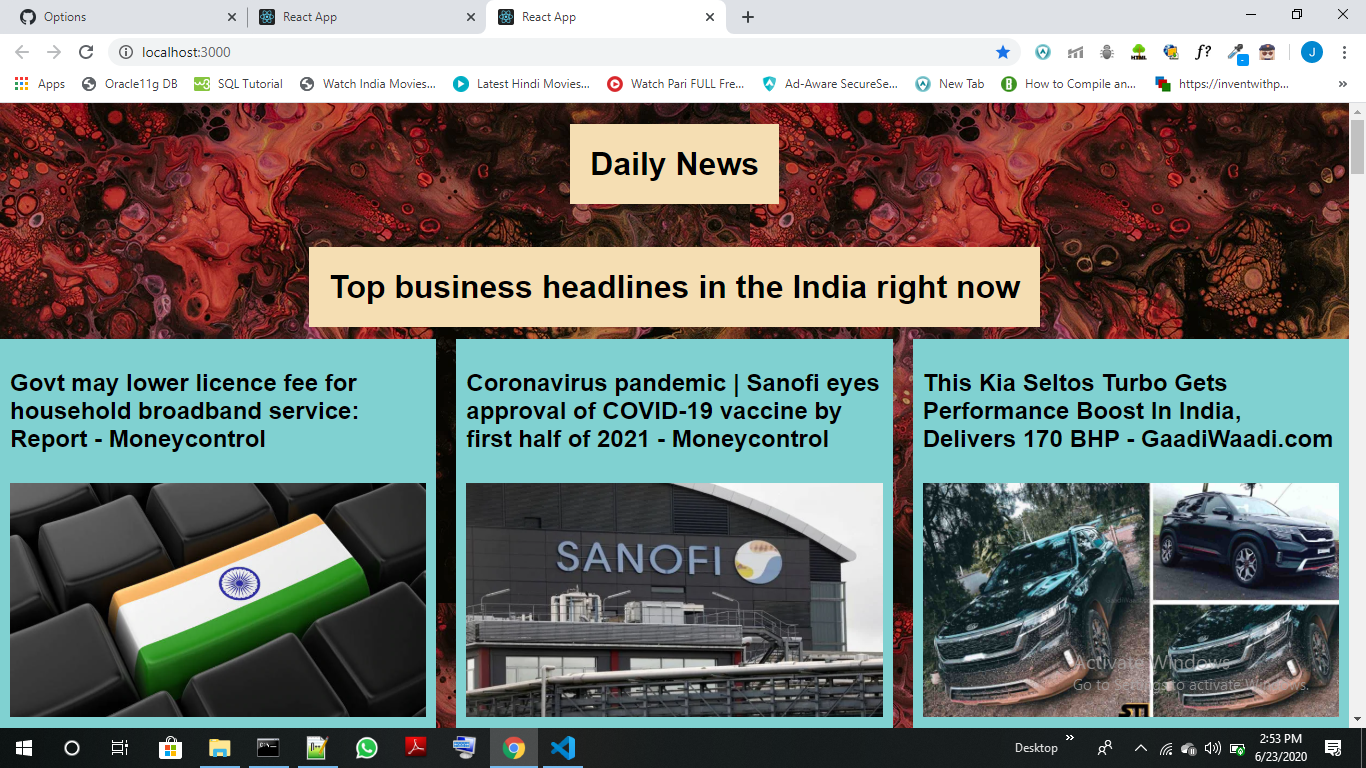 Options
React App
React App
localhost:3000
f?
J
Apps
Oracle11g DB
SQL Tutorial
Watch India Movies...
Latest Hindi Movies...
Watch Pari FULL Fre...
Ad-Aware SecureSe...
New Tab
How to Compile an...
https://inventwithp...
»
Daily News
Top business headlines in the India right now
Govt may lower licence fee for
household broadband service:
Report - Moneycontrol
Coronavirus pandemic | Sanofi eyes
approval of COVID-19 vaccine by
first half of 2021 - Moneycontrol
This Kia Seltos Turbo Gets
Performance Boost In India,
Delivers 170 BHP - GaadiWaadi.com
SANOFI
Activate Windows
Go to Settings to activate Windows.
Desktop
»
2:53 PM
6/23/2020